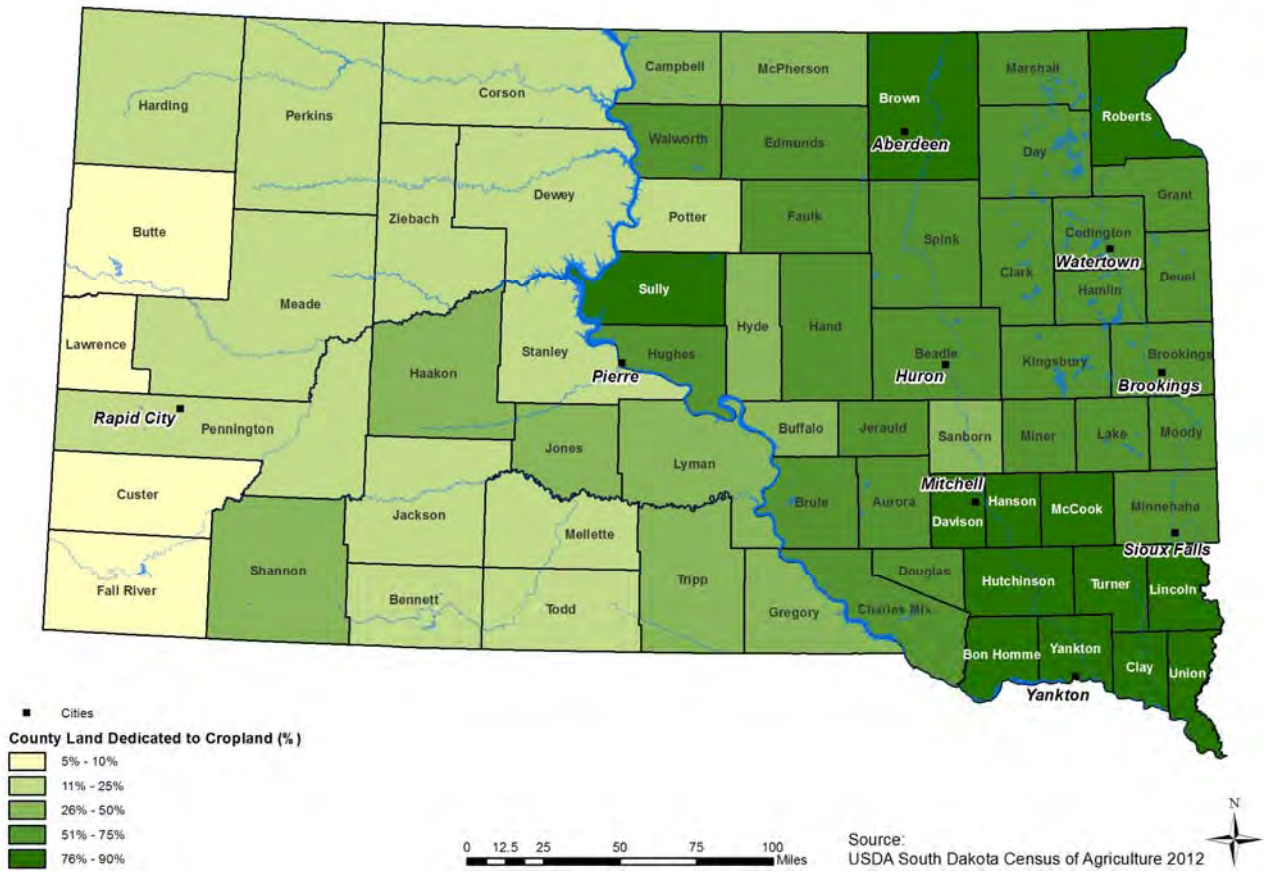 Campbell
McPherson
Marshall
Harding
Corson
Brown
Roberts
Perkins
Walworth
Edmunds
Aberdeen
Day
Dewey
Grant
Ziebach
Potter
Faulk
Butte
Spink
Codington
Watertown
Clark
Deuel
Sully
Hamlin
Meade
Hyde
Hand
Lawrence
Stanley
Hughes
Beadle
Kingsbury
Brookings
Haakon
Pierre
Huron
Brookings
Rapid City
Pennington
Buffalo
Jerauld
Sanborn
Miner
Lake
Moody
Jones
Lyman
Custer
Mitchell
Brule
Aurora
Hanson
McCook
Minnehaha
Jackson
Davison
Mellette
Sioux Falls
Shannon
Douglas
Hutchinson
Turner
Lincoln
Fall River
Bennett
Todd
Tripp
Gregory
Charles Mix
Bon Homme
Yankton
Clay
Union
Yankton
Cities
County Land Dedicated to Cropland (%)
5% - 10%
11% - 25%
26% - 50%
51% - 75%
76% - 90%
0 12.5 25 50 75 100
Miles
Source:
USDA South Dakota Census of Agriculture 2012
N